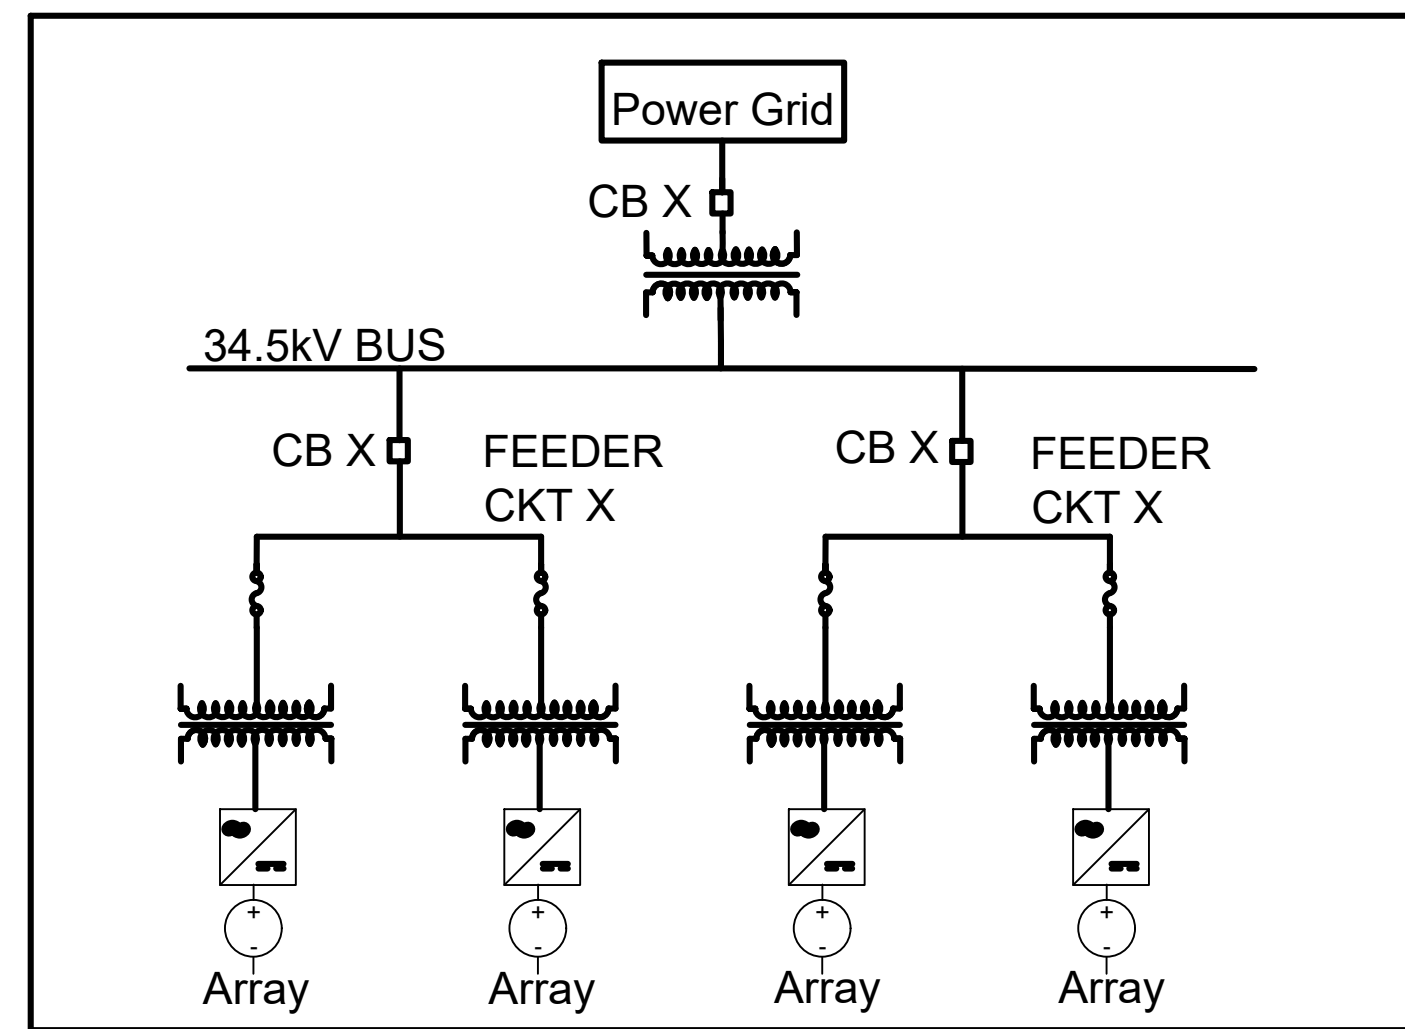 Power Grid
CB X
34.5kV BUS
CB X
FEEDER
CKT X
CB X
FEEDER
CKT X
+
-
+
-
+
-
+
-
Array
Array
Array
Array